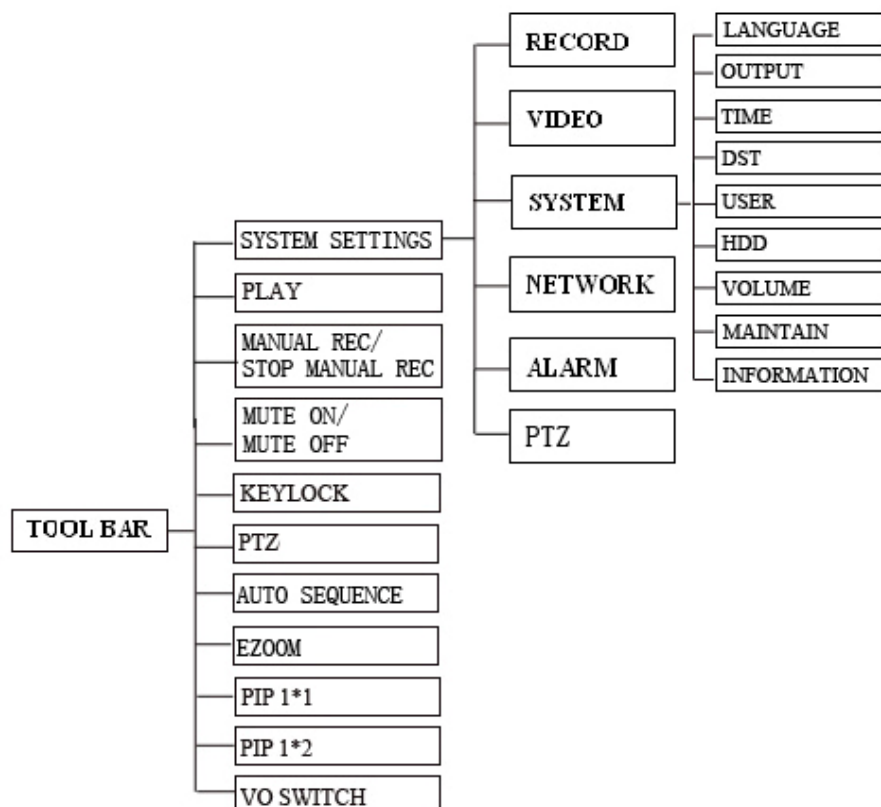 TOOL BAR
SYSTEM SETTINGS
PLAY
MANUAL REC/
STOP MANUAL REC
MUTE ON/
MUTE OFF
KEYLOCK
PTZ
AUTO SEQUENCE
EZOOM
PIP 1*1
PIP 1*2
VO SWITCH
RECORD
VIDEO
SYSTEM
NETWORK
ALARM
PTZ
LANGUAGE
OUTPUT
TIME
DST
USER
HDD
VOLUME
MAINTAIN
INFORMATION